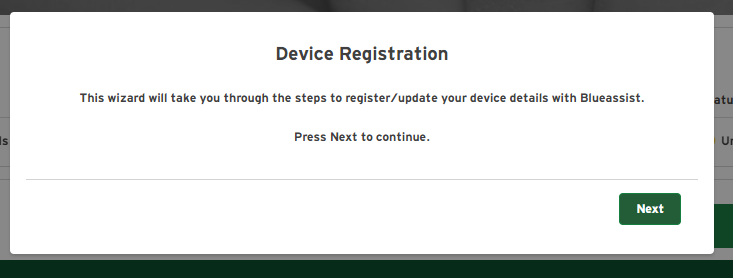 Device Registration
This wizard will take you through the steps to register/update your device details with Blueassist.
Press Next to continue.
Next